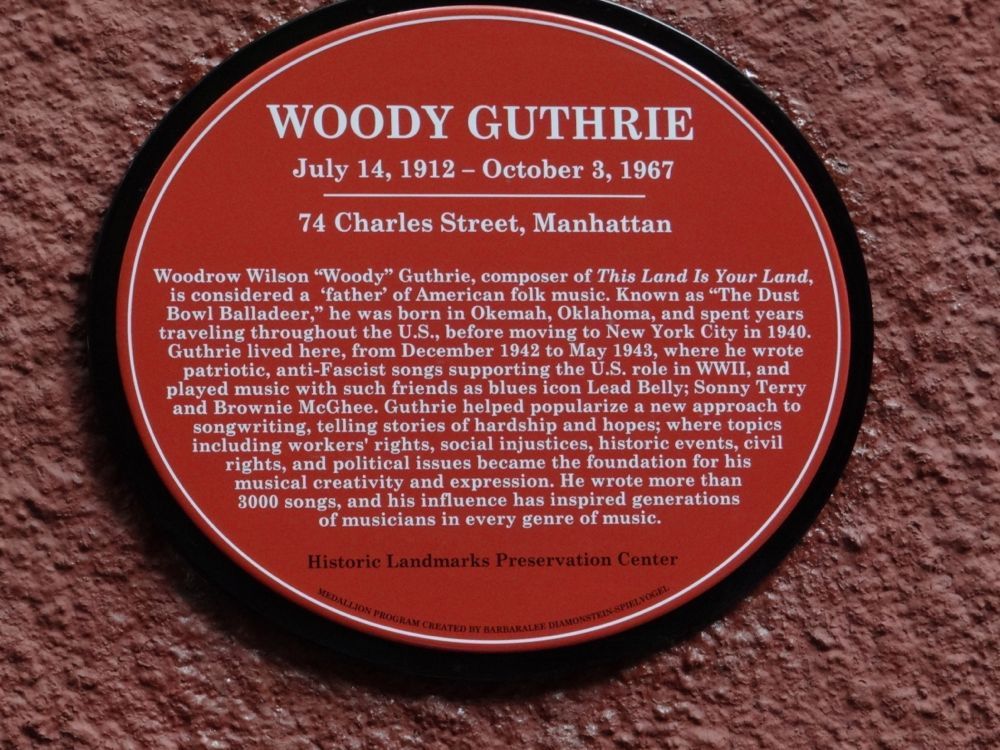 WOODY GUTHRIE
July 14, 1912 – October 3, 1967
74 Charles Street, Manhattan
Woodrow Wilson “Woody” Guthrie, composer of This Land Is Your Land,
is considered a ‘father’ of American folk music. Known as “The Dust
Bowl Balladeer,” he was born in Okemah, Oklahoma, and spent years
traveling throughout the U.S., before moving to New York City in 1940.
Guthrie lived here, from December 1942 to May 1943, where he wrote
patriotic, anti-Fascist songs supporting the U.S. role in WWII, and
played music with such friends as blues icon Lead Belly; Sonny Terry
and Brownie McGhee. Guthrie helped popularize a new approach to
songwriting, telling stories of hardship and hopes; where topics
including workers' rights, social injustices, historic events, civil
rights, and political issues became the foundation for his
musical creativity and expression. He wrote more than
3000 songs, and his influence has inspired generations
of musicians in every genre of music.
Historic Landmarks Preservation Center
MEDALLION PROGRAM CREATED BY BARBARALEE DIAMONSTEIN-SPIELVOGEL